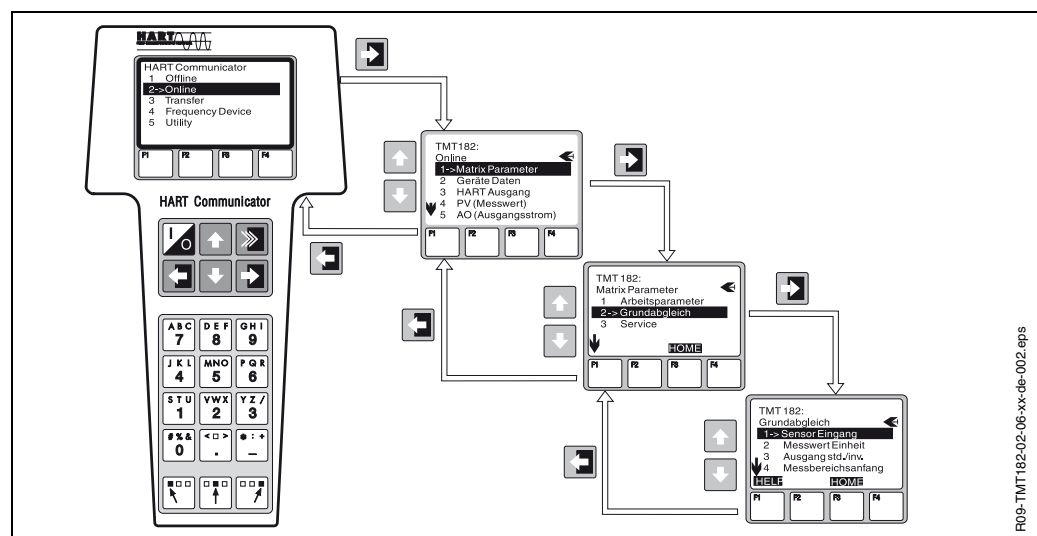 HART
HART Communicator
1 Offline
2->Online
3 Transfer
4 Frequency Device
5 Utility
F1 F2 F3 F4
HART Communicator
I/O
ABC DEF GHI
7 8 9
JKL MNO PQR
4 5 6
STU VWX YZ/
1 2 3
#%& <□> *:+
0 . –
TMT182:
Online
1->Matrix Parameter
2 Geräte Daten
3 HART Ausgang
4 PV (Messwert)
5 AO (Ausgangsstrom)
F1 F2 F3 F4
TMT 182:
Matrix Parameter
1 Arbeitsparameter
2-> Grundabgleich
3 Service
HOME
F1 F2 F3 F4
TMT 182:
Grundabgleich
1-> Sensor Eingang
2 Messwert Einheit
3 Ausgang std./inv.
4 Messbereichsanfang
HELP HOME
F1 F2 F3 F4
R09-TMT182-02-06-xx-de-002.eps